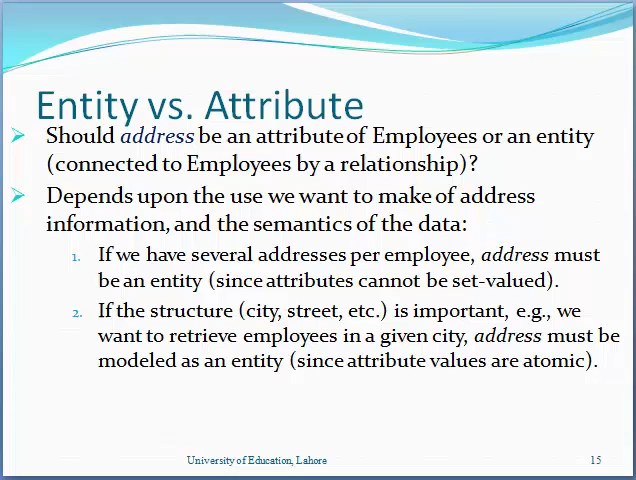 Entity vs. Attribute
Should address be an attribute of Employees or an entity
(connected to Employees by a relationship)?
Depends upon the use we want to make of address
information, and the semantics of the data:
1. If we have several addresses per employee, address must
be an entity (since attributes cannot be set-valued).
2. If the structure (city, street, etc.) is important, e.g., we
want to retrieve employees in a given city, address must be
modeled as an entity (since attribute values are atomic).
University of Education, Lahore
15